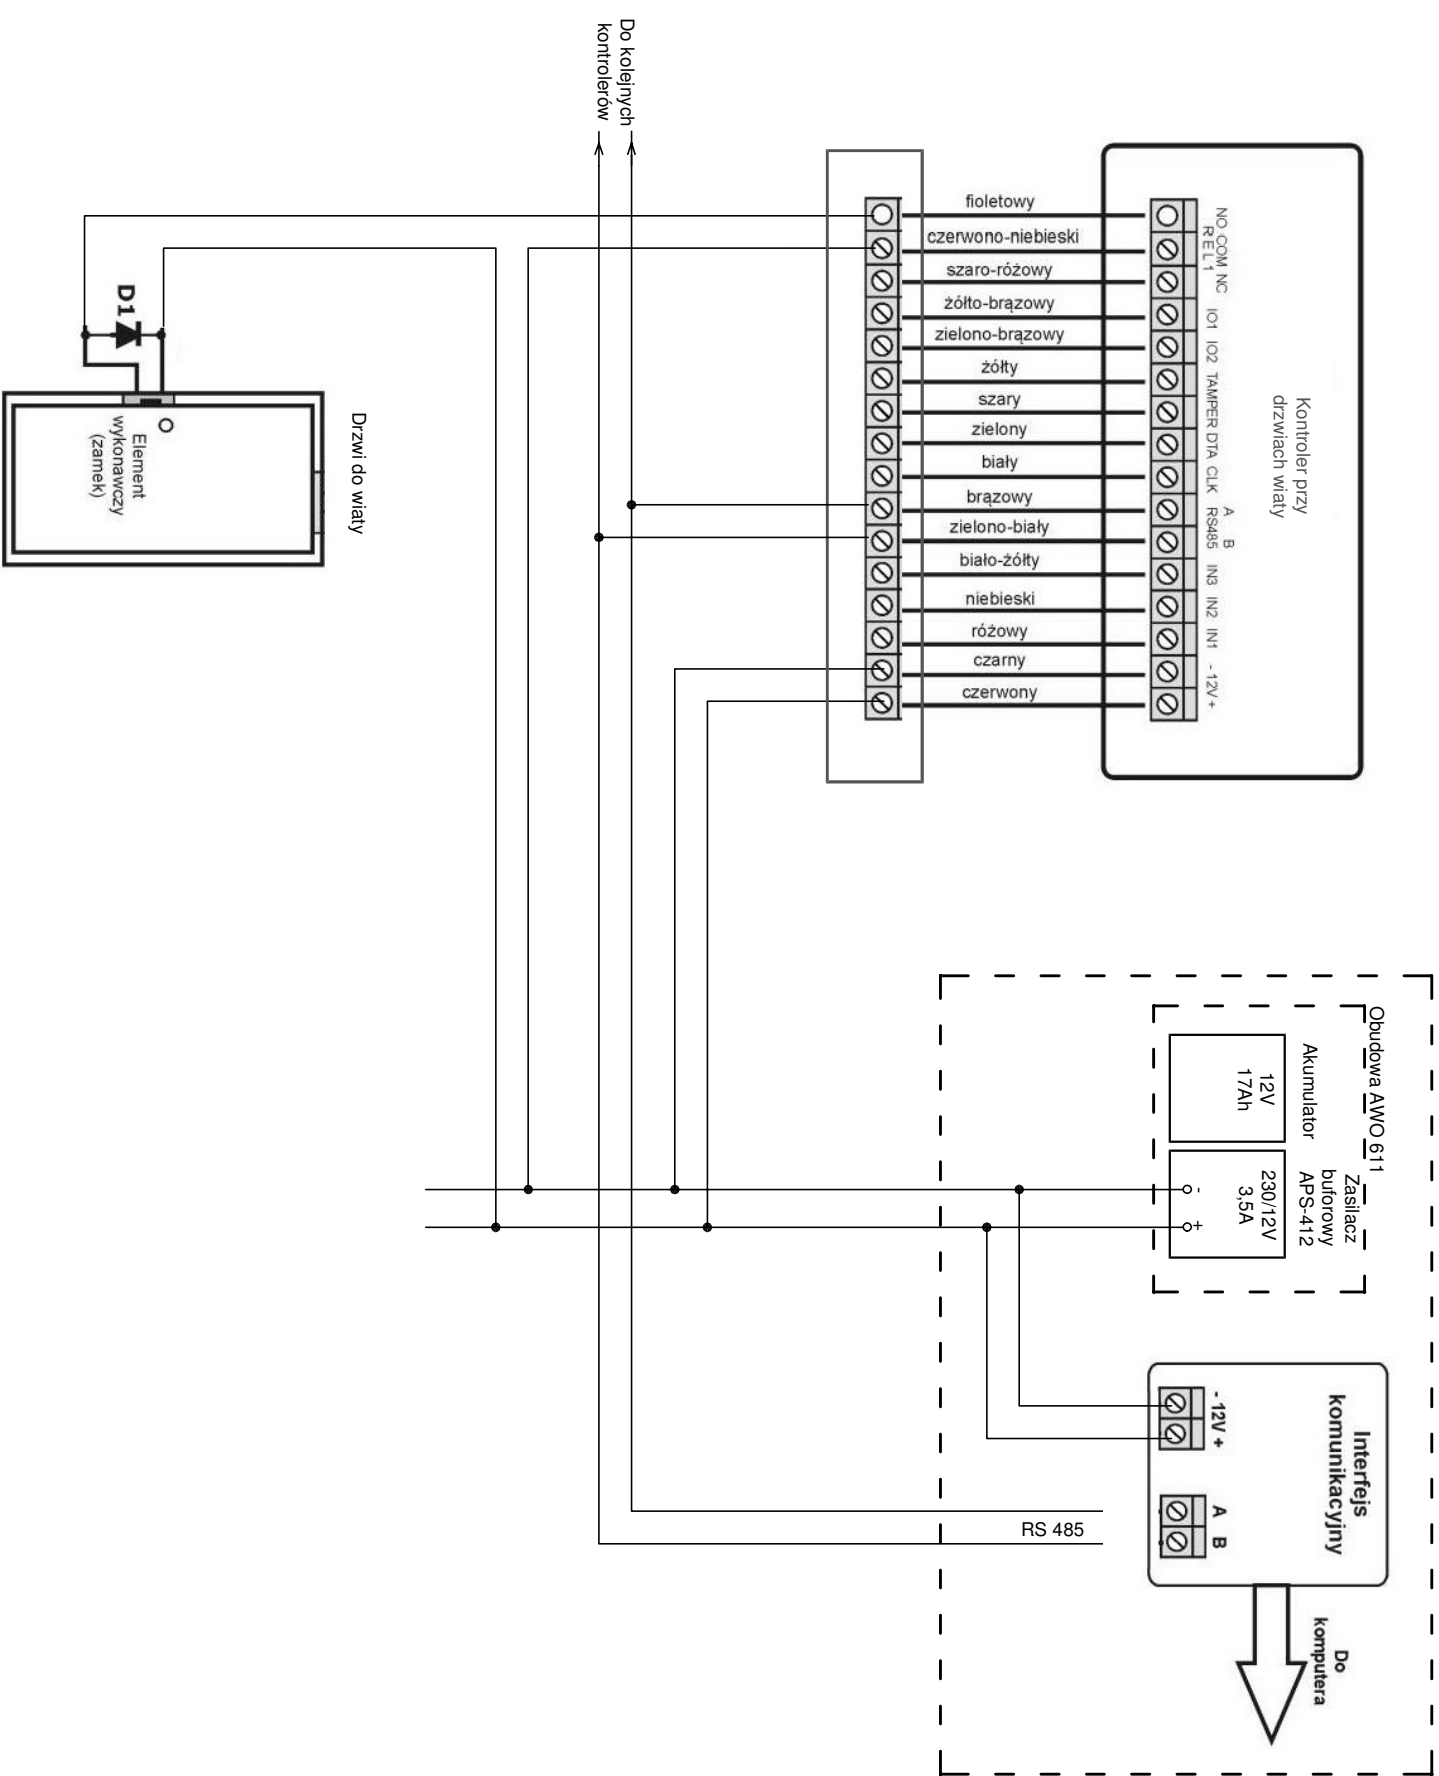 Do kolejnych
kontrolerów
fioletowy
czerwono-niebieski
szaro-różowy
żółto-brązowy
zielono-brązowy
żółty
szary
zielony
biały
brązowy
zielono-biały
biało-żółty
niebieski
różowy
czarny
czerwony
NO COM NC
REL1
IO1
IO2
TAMPER
DTA
CLK
A B
RS485
IN3
IN2
IN1
- 12V +
Kontroler przy
drzwiach wiaty
D1
Element
wykonawczy
(zamek)
Drzwi do wiaty
Obudowa AWO 611
Akumulator
12V
17Ah
Zasilacz
buforowy
APS-412
230/12V
3,5A
-
+
Interfejs
komunikacyjny
- 12V +
A B
RS 485
Do
komputera